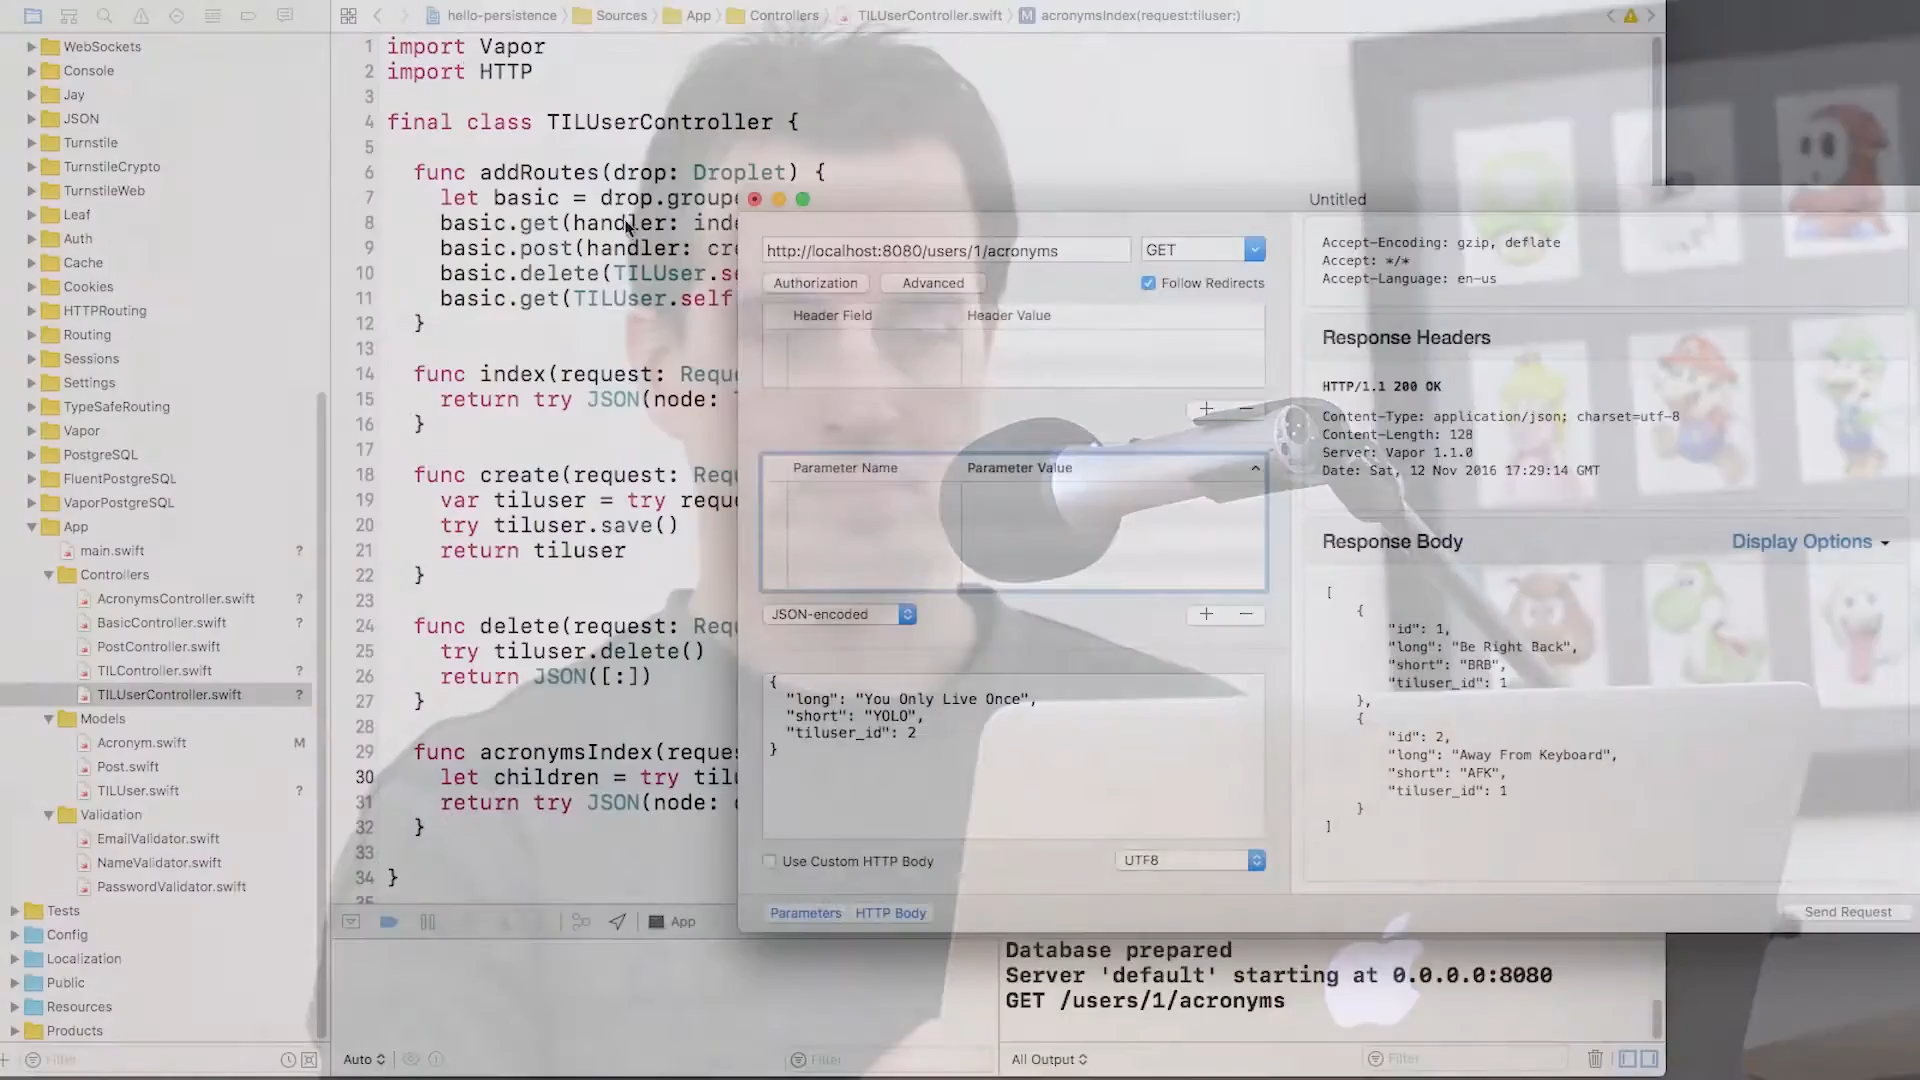 hello-persistence
Sources
App
Controllers
TILUserController.swift
M
acronymsIndex(request:tiluser:)
WebSockets
Console
Jay
JSON
Turnstile
TurnstileCrypto
TurnstileWeb
Leaf
Auth
Cache
Cookies
HTTPRouting
Routing
Sessions
Settings
TypeSafeRouting
Vapor
PostgreSQL
FluentPostgreSQL
VaporPostgreSQL
App
main.swift ?
Controllers
AcronymsController.swift ?
BasicController.swift ?
PostController.swift
TILController.swift ?
TILUserController.swift ?
Models
Acronym.swift M
Post.swift
TILUser.swift ?
Validation
EmailValidator.swift
NameValidator.swift
PasswordValidator.swift
Tests
Config
Localization
Public
Resources
Products
Filter
1 import Vapor
2 import HTTP
3
4 final class TILUserController {
5
6 func addRoutes(drop: Droplet) {
7 let basic = drop.groupe
8 basic.get(handler: inde
9 basic.post(handler: cre
10 basic.delete(TILUser.se
11 basic.get(TILUser.self
12 }
13
14 func index(request: Reque
15 return try JSON(node:
16 }
17
18 func create(request: Req
19 var tiluser = try reque
20 try tiluser.save()
21 return tiluser
22 }
23
24 func delete(request: Req
25 try tiluser.delete()
26 return JSON([:])
27 }
28
29 func acronymsIndex(reques
30 let children = try tilu
31 return try JSON(node: c
32 }
33
34 }
35
App
Auto
Filter
Untitled
http://localhost:8080/users/1/acronyms
GET
Authorization
Advanced
Follow Redirects
Header Field
Header Value
Parameter Name
Parameter Value
JSON-encoded
{
"long": "You Only Live Once",
"short": "YOLO",
"tiluser_id": 2
}
Use Custom HTTP Body
UTF8
Parameters
HTTP Body
Accept-Encoding: gzip, deflate
Accept: */*
Accept-Language: en-us
Response Headers
HTTP/1.1 200 OK
Content-Type: application/json; charset=utf-8
Content-Length: 128
Server: Vapor 1.1.0
Date: Sat, 12 Nov 2016 17:29:14 GMT
Response Body
Display Options
[
{
"id": 1,
"long": "Be Right Back",
"short": "BRB",
"tiluser_id": 1
},
{
"id": 2,
"long": "Away From Keyboard",
"short": "AFK",
"tiluser_id": 1
}
]
Send Request
Database prepared
Server 'default' starting at 0.0.0.0:8080
GET /users/1/acronyms
All Output
Filter